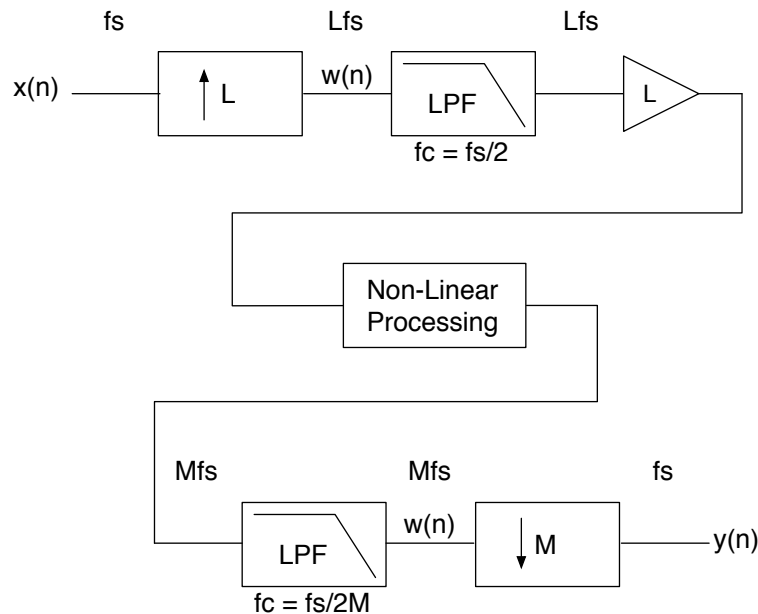 fs Lfs Lfs
x(n) L w(n) LPF L
fc = fs/2
Non-Linear
Processing
Mfs Mfs fs
LPF w(n) M y(n)
fc = fs/2M